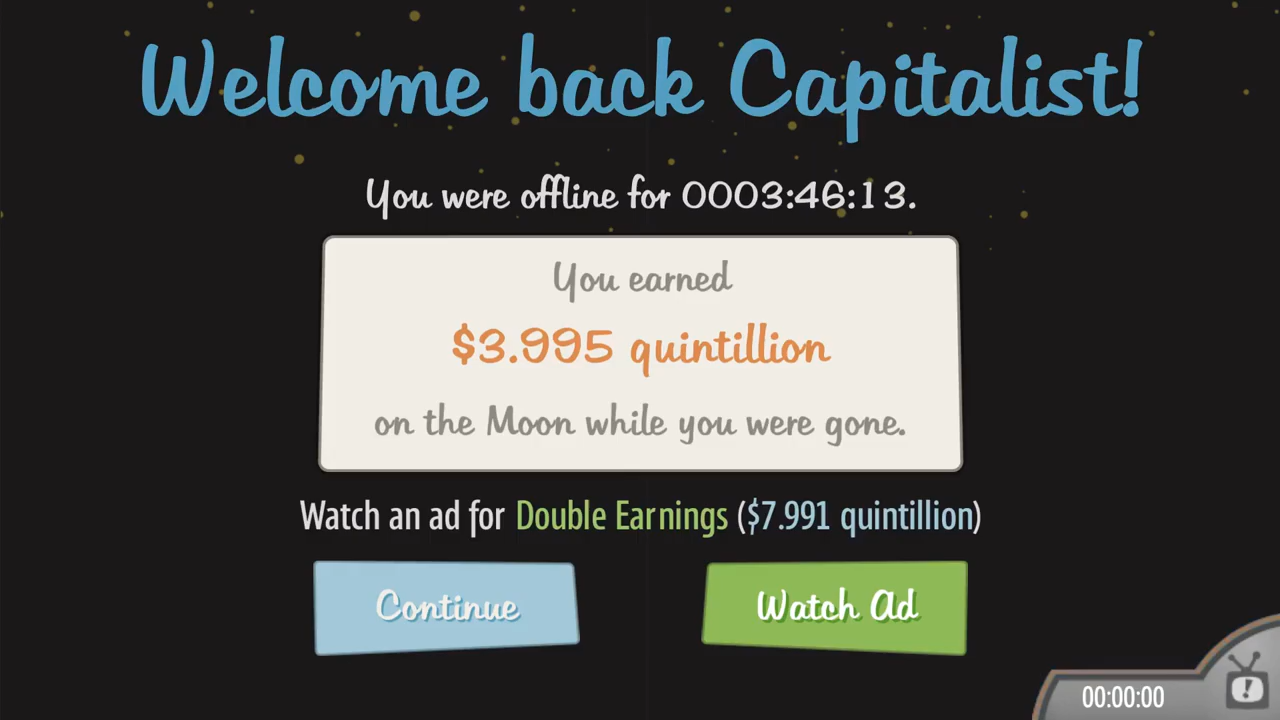 Welcome back Capitalist!
You were offline for 0003:46:13.
You earned
$3.995 quintillion
on the Moon while you were gone.
Watch an ad for Double Earnings ($7.991 quintillion)
Continue
Watch Ad
00:00:00
!